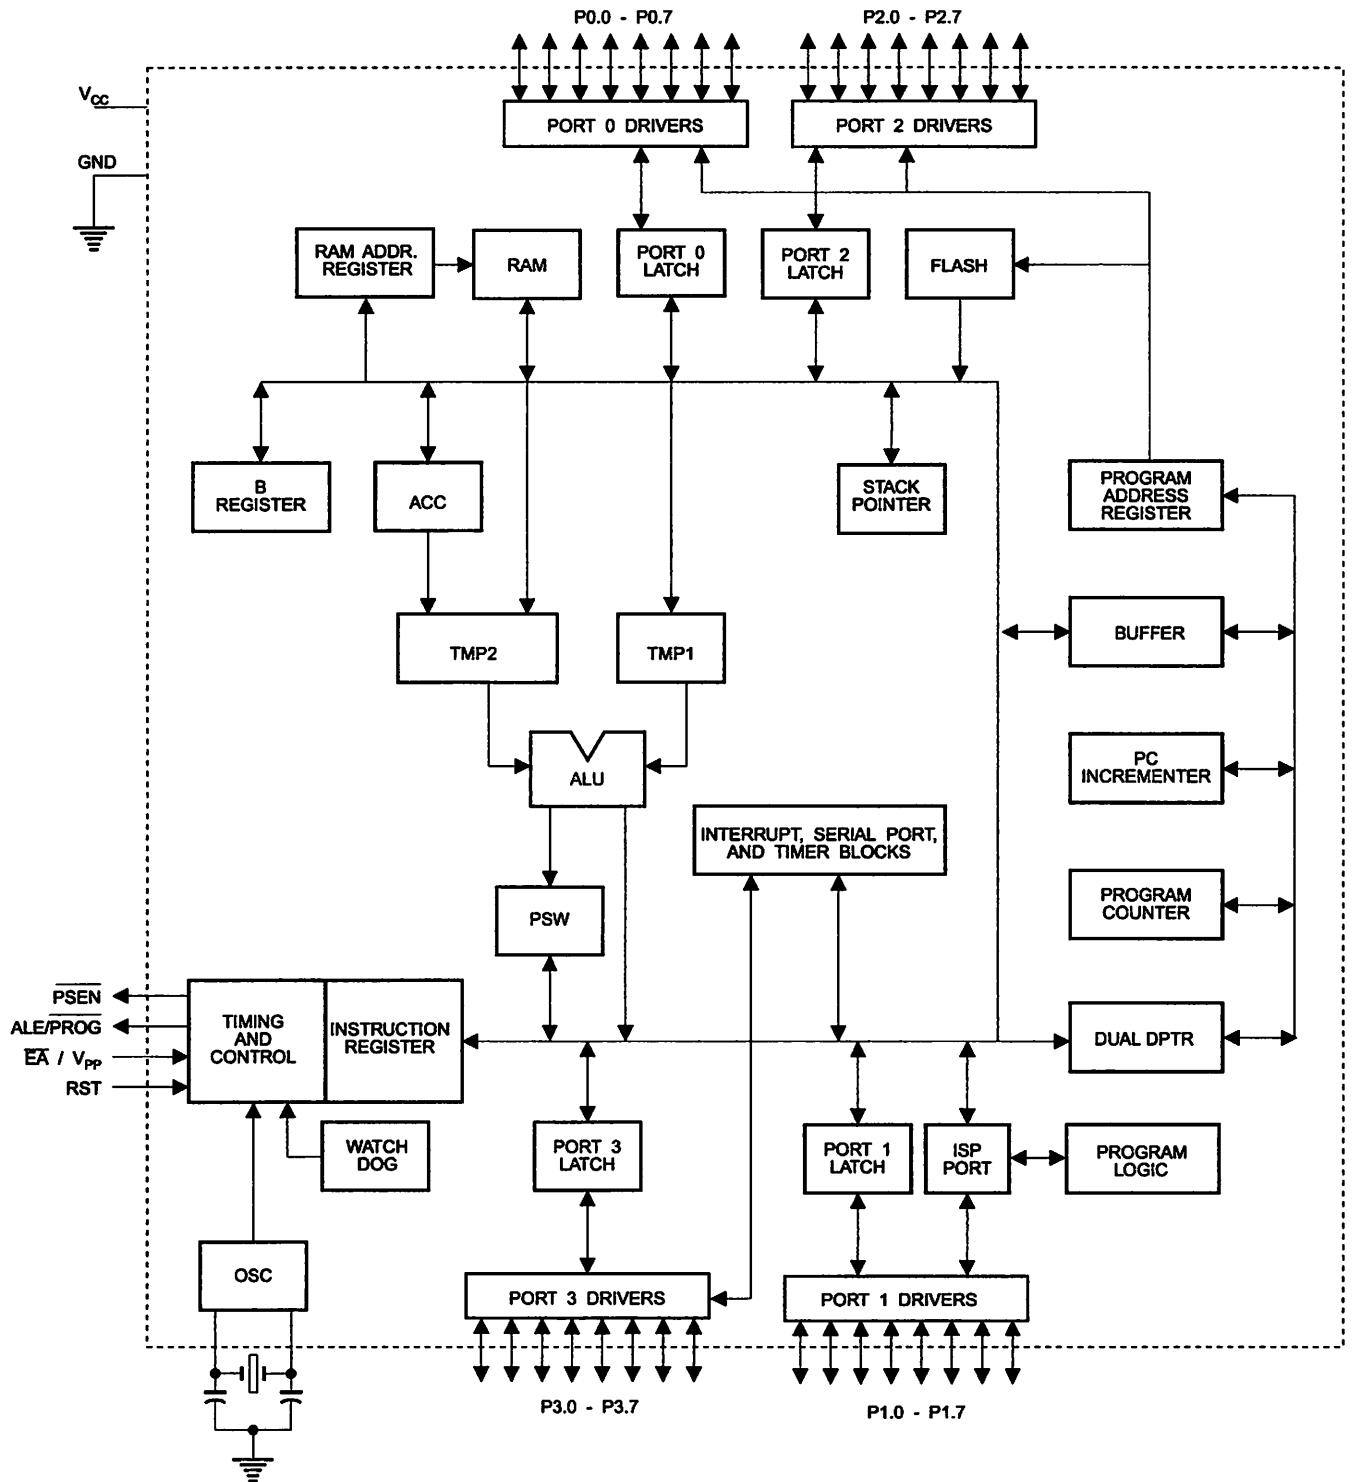 P0.0 - P0.7
P2.0 - P2.7
VCC
GND
PORT 0 DRIVERS
PORT 2 DRIVERS
RAM ADDR.
REGISTER
RAM
PORT 0
LATCH
PORT 2
LATCH
FLASH
B
REGISTER
ACC
STACK
POINTER
PROGRAM
ADDRESS
REGISTER
TMP2
TMP1
BUFFER
ALU
PC
INCREMENTER
INTERRUPT, SERIAL PORT,
AND TIMER BLOCKS
PSW
PROGRAM
COUNTER
PSEN
ALE/PROG
EA / VPP
RST
TIMING
AND
CONTROL
INSTRUCTION
REGISTER
DUAL DPTR
WATCH
DOG
PORT 3
LATCH
PORT 1
LATCH
ISP
PORT
PROGRAM
LOGIC
OSC
PORT 3 DRIVERS
PORT 1 DRIVERS
P3.0 - P3.7
P1.0 - P1.7